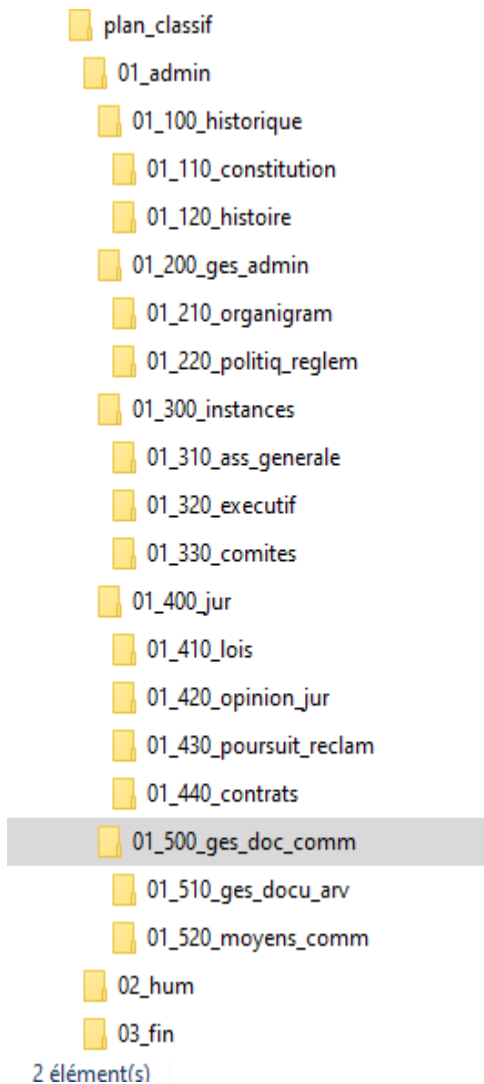 plan_classif
01_admin
01_100_historique
01_110_constitution
01_120_histoire
01_200_ges_admin
01_210_organigram
01_220_politiq_reglem
01_300_instances
01_310_ass_generale
01_320_executif
01_330_comites
01_400_jur
01_410_lois
01_420_opinion_jur
01_430_poursuit_reclam
01_440_contrats
01_500_ges_doc_comm
01_510_ges_docu_arv
01_520_moyens_comm
02_hum
03_fin
2 élément(s)